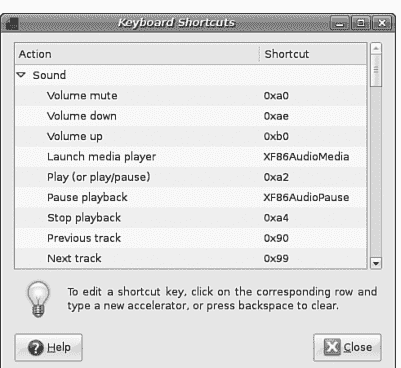 Keyboard Shortcuts
Action Shortcut
Sound
Volume mute 0xa0
Volume down 0xae
Volume up 0xb0
Launch media player XF86AudioMedia
Play (or play/pause) 0xa2
Pause playback XF86AudioPause
Stop playback 0xa4
Previous track 0x90
Next track 0x99
To edit a shortcut key, click on the corresponding row and
type a new accelerator, or press backspace to clear.
Help Close